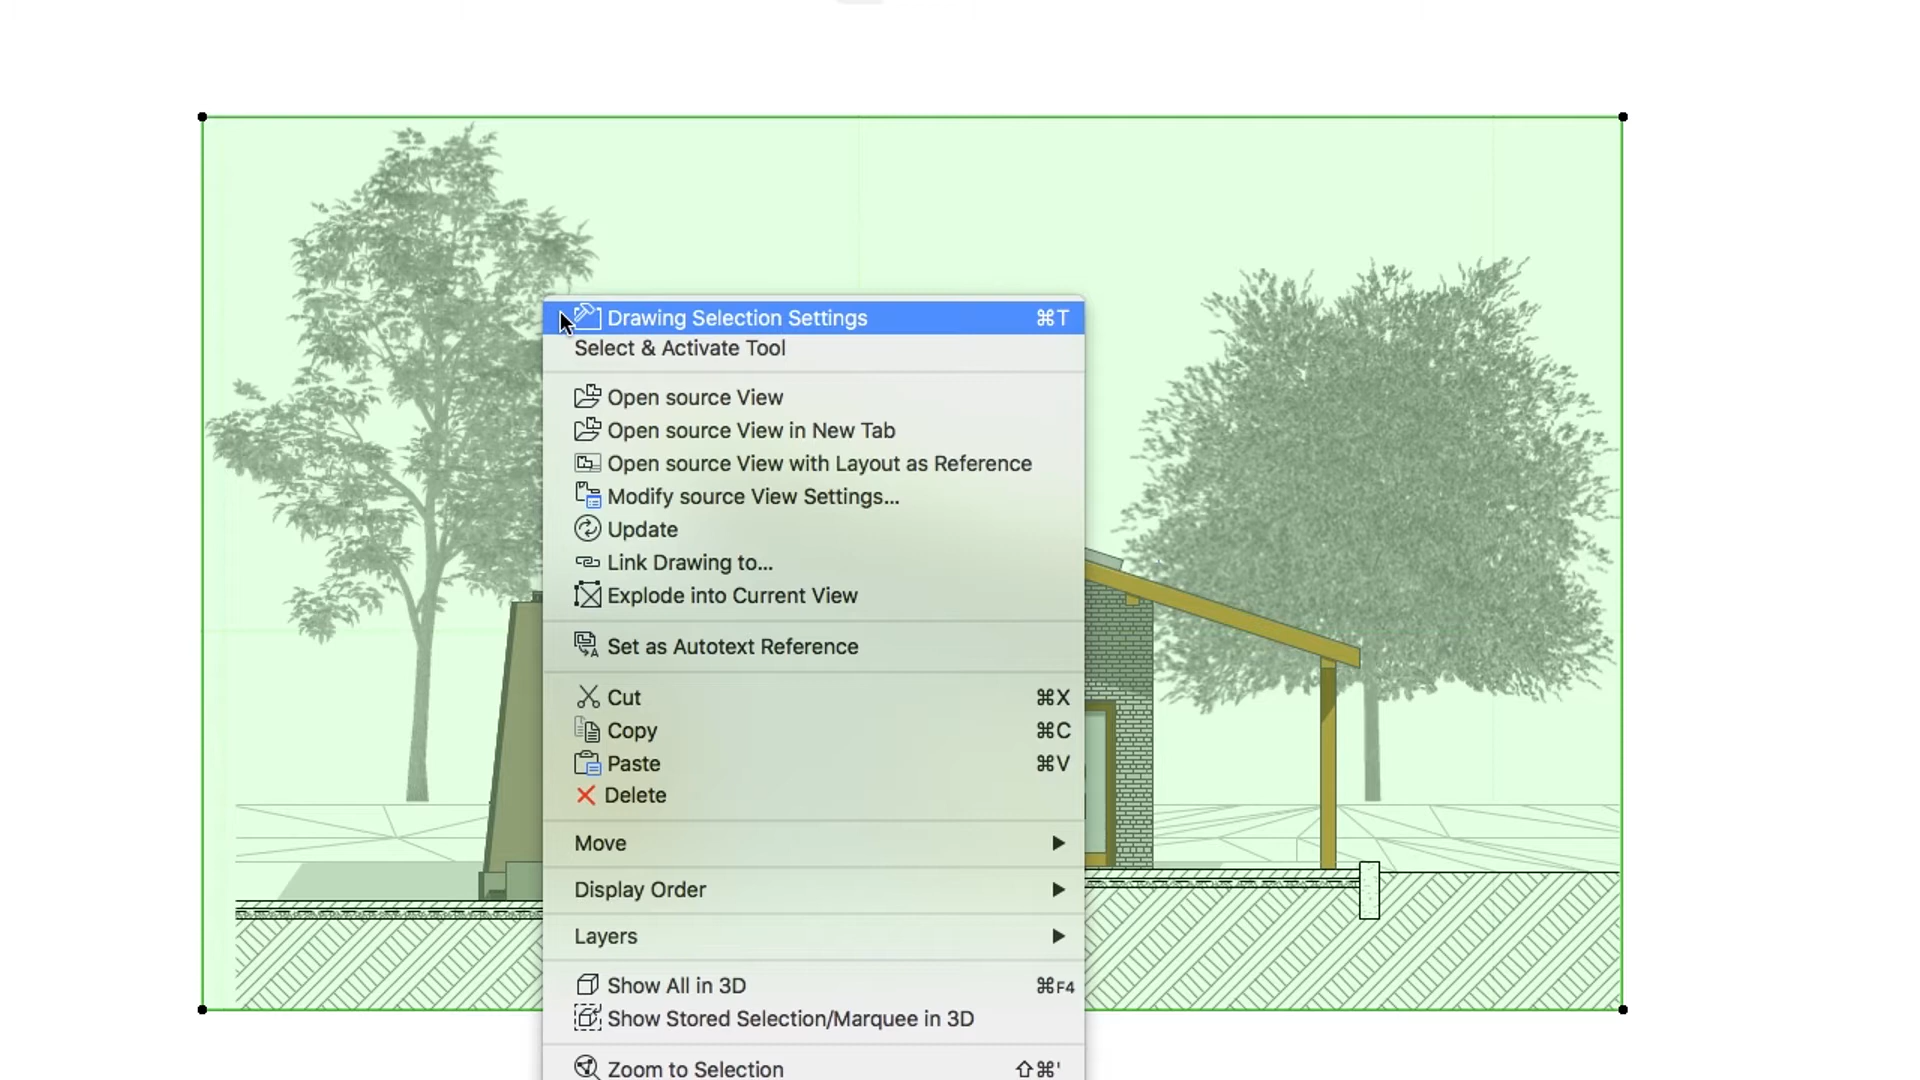 Drawing Selection Settings ⌘T
Select & Activate Tool
Open source View
Open source View in New Tab
Open source View with Layout as Reference
Modify source View Settings...
Update
Link Drawing to...
Explode into Current View
Set as Autotext Reference
Cut ⌘X
Copy ⌘C
Paste ⌘V
Delete
Move
Display Order
Layers
Show All in 3D ⌘F4
Show Stored Selection/Marquee in 3D
Zoom to Selection ⇧⌘'